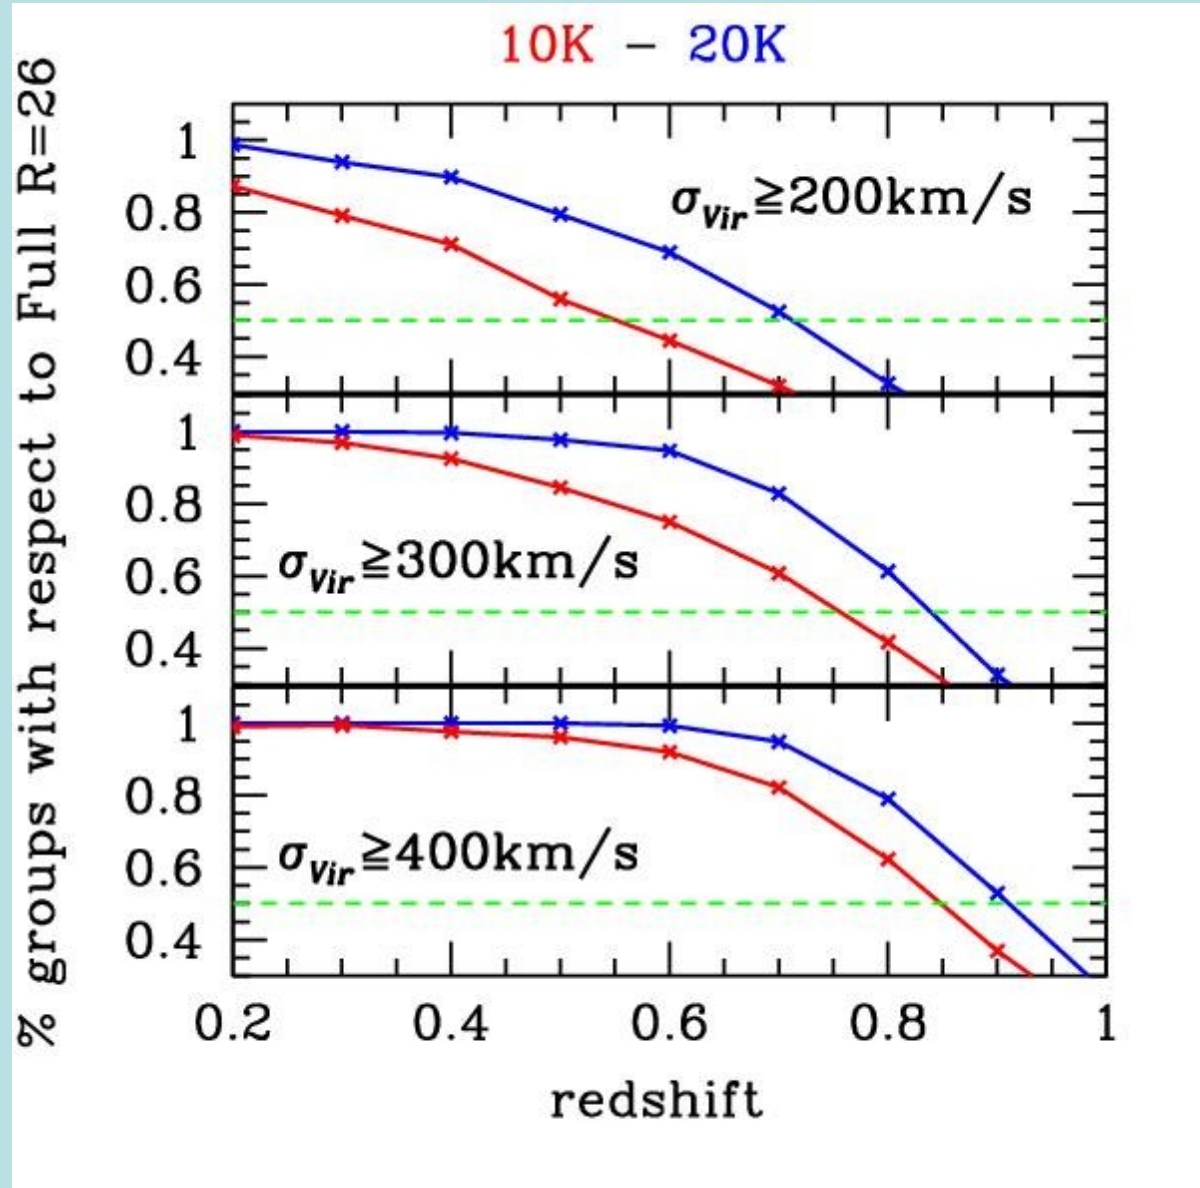 10K – 20K
% groups with respect to Full R=26
1
0.8
0.6
0.4
σVir≧200km/s
1
0.8
0.6
0.4
σVir≧300km/s
1
0.8
0.6
0.4
σVir≧400km/s
0.2 0.4 0.6 0.8 1
redshift